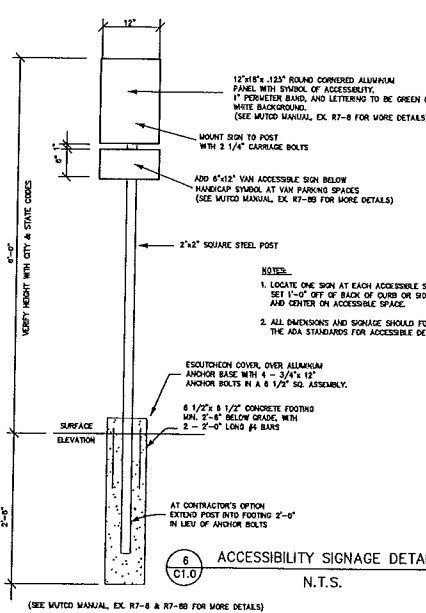 12"
12"x18"x .125" ROUND CORNERED ALUMINUM
PANEL WITH SYMBOL OF ACCESSIBILITY,
1" PERIMETER BAND, AND LETTERING TO BE GREEN
WHITE BACKGROUND.
(SEE MUTCD MANUAL, EX. R7-8 FOR MORE DETAILS)
MOUNT SIGN TO POST
WITH 2 1/4" CARRIAGE BOLTS
1"
6"
ADD 6"x12" VAN ACCESSIBLE SIGN BELOW
HANDICAP SYMBOL AT VAN PARKING SPACES
(SEE MUTCD MANUAL, EX. R7-8B FOR MORE DETAILS)
6'-0"
VERIFY HEIGHT WITH CITY & STATE CODES
2"x2" SQUARE STEEL POST
NOTES:
1. LOCATE ONE SIGN AT EACH ACCESSIBLE
SET 1'-0" OFF OF BACK OF CURB OR
AND CENTER ON ACCESSIBLE SPACE.
2. ALL DIMENSIONS AND SIGNAGE SHOULD
THE ADA STANDARDS FOR ACCESSIBLE
ESCUTCHEON COVER, OVER ALUMINUM
ANCHOR BASE WITH 4 - 3/4"x 12"
ANCHOR BOLTS IN A 6 1/2" SQ. ASSEMBLY.
6 1/2"x 6 1/2" CONCRETE FOOTING
MIN. 2'-6" BELOW GRADE, WITH
2 - 2'-0" LONG #4 BARS
SURFACE
ELEVATION
2'-6"
AT CONTRACTOR'S OPTION
EXTEND POST INTO FOOTING 2'-0"
IN LIEU OF ANCHOR BOLTS
6
C1.0
ACCESSIBILITY SIGNAGE DETA
N.T.S.
(SEE MUTCD MANUAL, EX. R7-8 & R7-8B FOR MORE DETAILS)